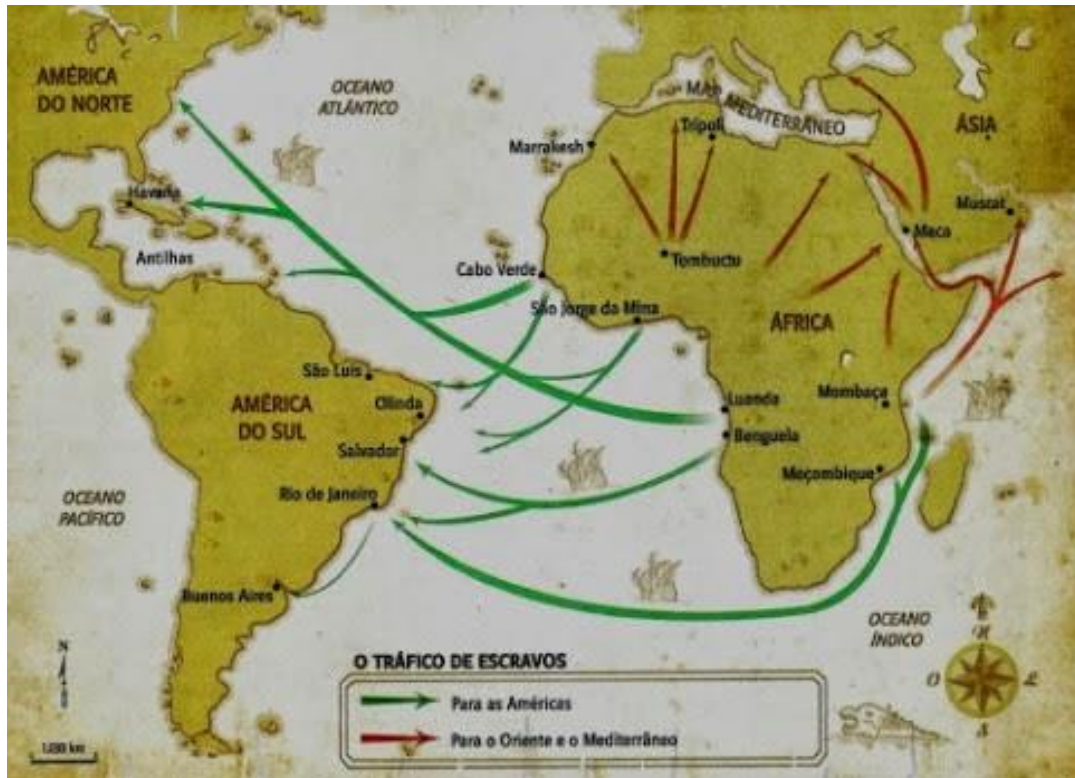 AMÉRICA
DO NORTE
OCEANO
ATLÂNTICO
MAR MEDITERRÂNEO
ÁSIA
Trípoli
Marrakesh
Havana
Muscat
Meca
Antilhas
Tombuctu
Cabo Verde
São Jorge da Mina
ÁFRICA
São Luís
Mombaça
Luanda
AMÉRICA
DO SUL
Olinda
Benguela
Salvador
Moçambique
Rio de Janeiro
OCEANO
PACÍFICO
Buenos Aires
OCEANO
ÍNDICO
N
N
O
L
S
O TRÁFICO DE ESCRAVOS
Para as Américas
Para o Oriente e o Mediterrâneo